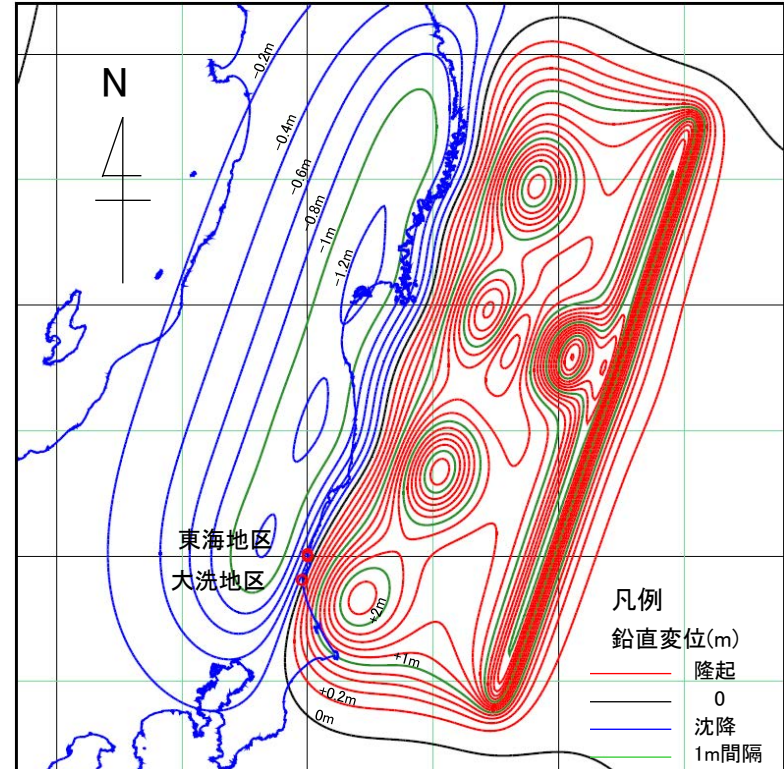 N
-0.2m
-0.4m
-0.6m
-0.8m
-1m
-1.2m
東海地区
大洗地区
+2m
+1m
+0.2m
0m
凡例
鉛直変位(m)
隆起
0
沈降
1m間隔